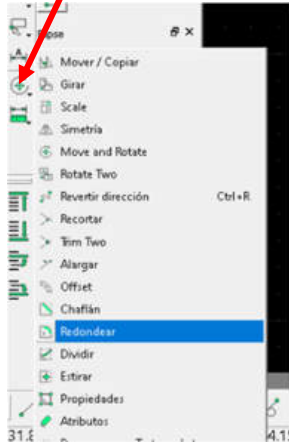 Mover / Copiar
Girar
Scale
Simetría
Move and Rotate
Rotate Two
Revertir dirección Ctrl+R
Recortar
Trim Two
Alargar
Offset
Chaflán
Redondear
Dividir
Estirar
Propiedades
Atributos